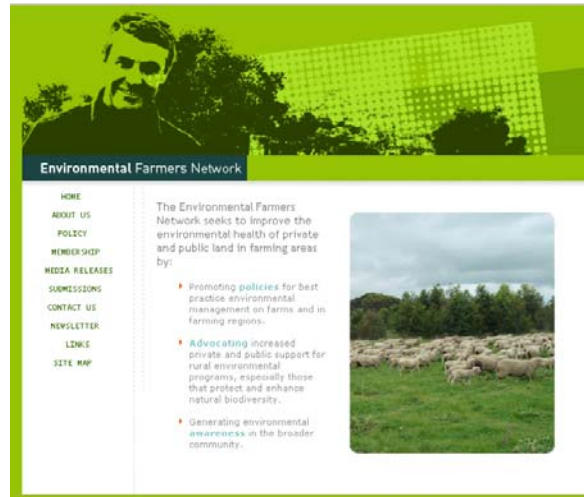 Environmental Farmers Network
HOME
ABOUT US
POLICY
MEMBERSHIP
MEDIA RELEASES
SUBMISSIONS
CONTACT US
NEWSLETTER
LINKS
SITE MAP
The Environmental Farmers
Network seeks to improve the
environmental health of private
and public land in farming areas
by:
Promoting policies for best
practice environmental
management on farms and in
farming regions.
Advocating increased
private and public support for
rural environmental
programs, especially those
that protect and enhance
natural biodiversity.
Generating environmental
awareness in the broader
community.